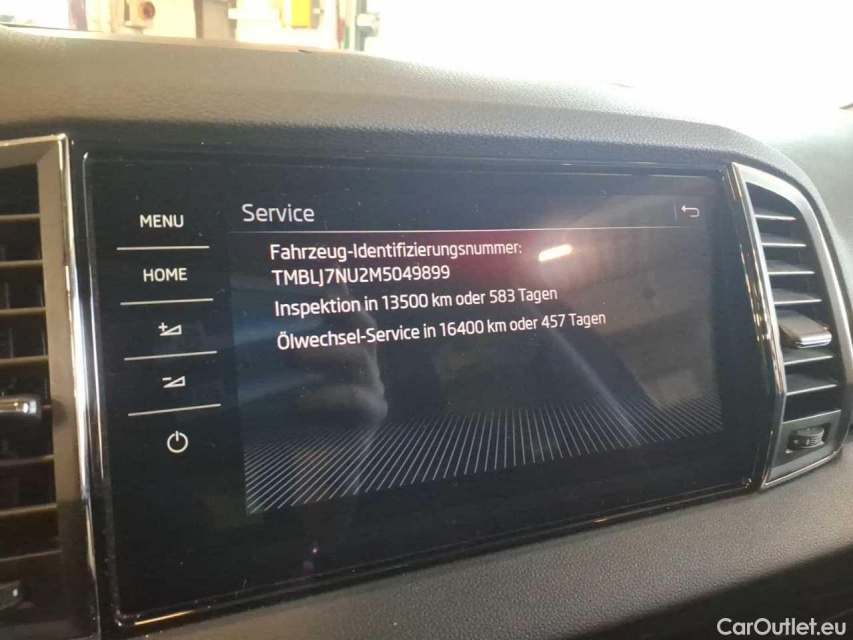 Service
MENU
HOME
Fahrzeug-Identifizierungsnummer:
TMBLJ7NU2M5049899
Inspektion in 13500 km oder 583 Tagen
Ölwechsel-Service in 16400 km oder 457 Tagen
CarOutlet.eu